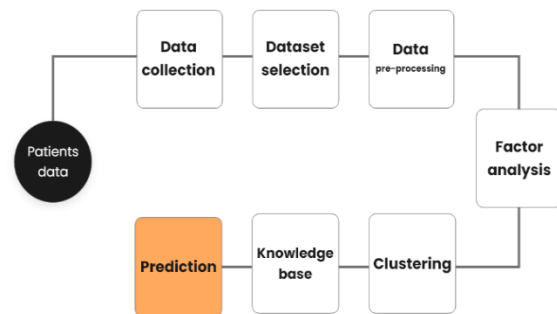 Data
collection
Dataset
selection
Data
pre-processing
Patients
data
Factor
analysis
Prediction
Knowledge
base
Clustering